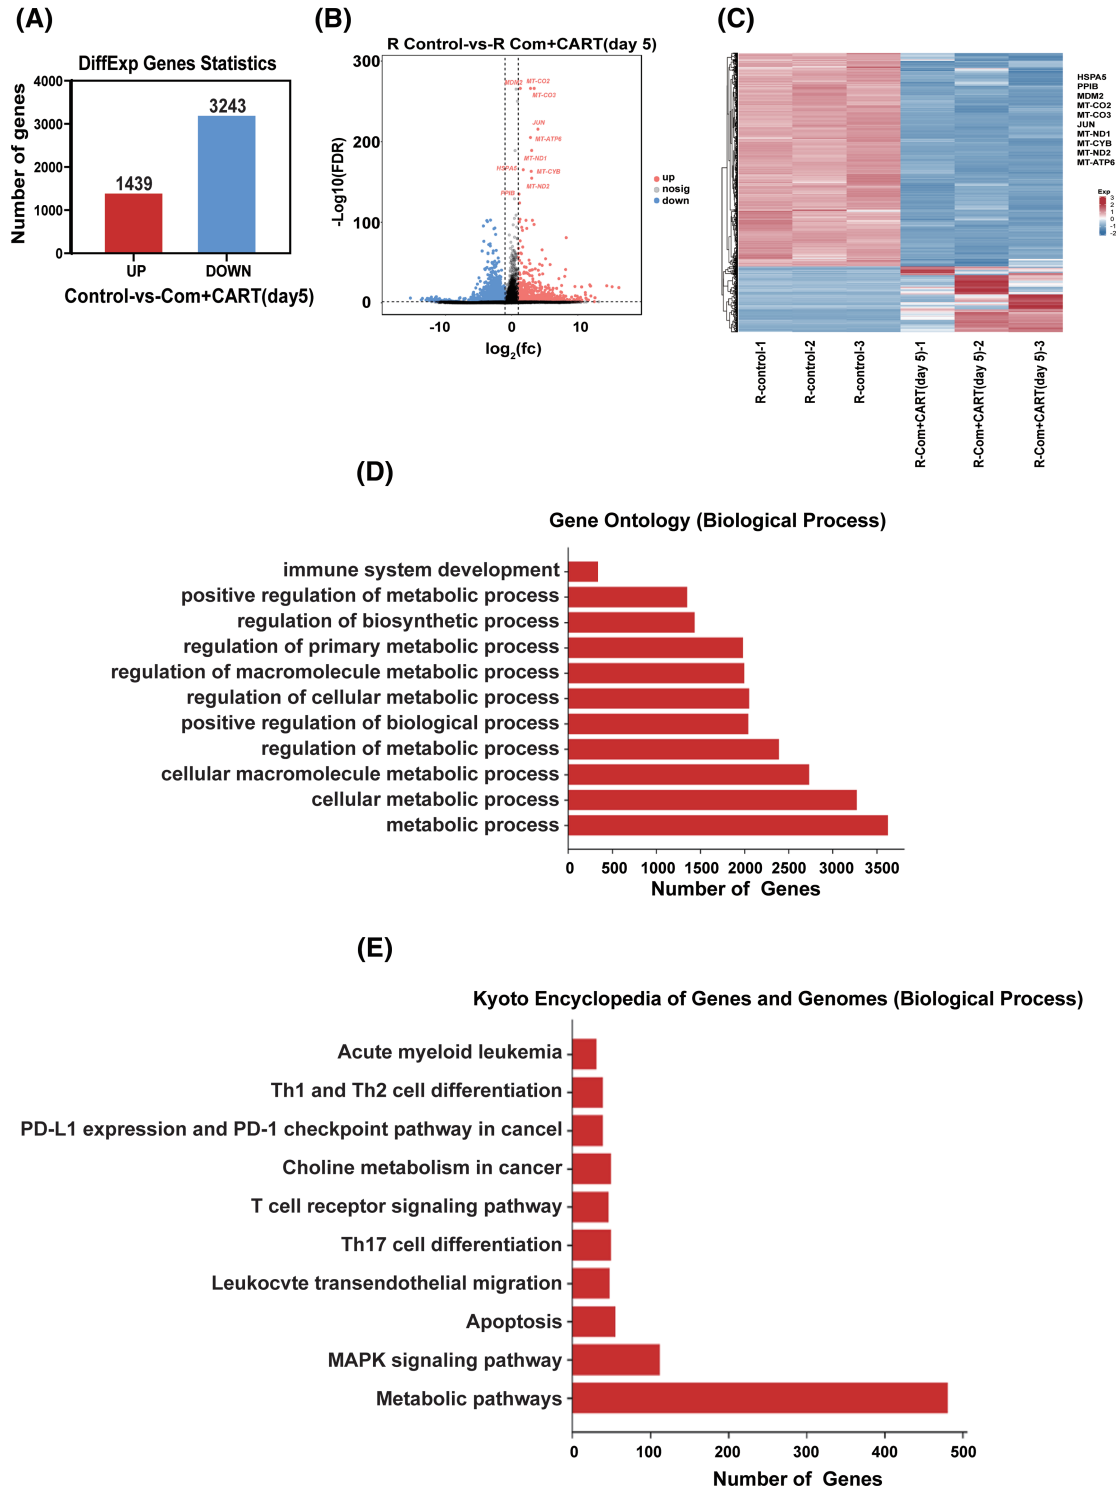 (A)
DiffExp Genes Statistics
Number of genes
4000
3000
2000
1000
0
1439
3243
UP
DOWN
Control-vs-Com+CART(day5)
(B)
R Control-vs-R Com+CART(day 5)
-Log10(FDR)
300
200
100
0
MDM2
MT-CO2
MT-CO3
JUN
MT-ATP6
MT-ND1
HSPA5
MT-CYB
MT-ND2
PPIB
up
nosig
down
-10
0
10
log2(fc)
(C)
HSPA5
PPIB
MDM2
MT-CO2
MT-CO3
JUN
MT-ND1
MT-CYB
MT-ND2
MT-ATP6
Exp
3
2
1
0
-1
-2
R-control-1
R-control-2
R-control-3
R-Com+CART(day 5)-1
R-Com+CART(day 5)-2
R-Com+CART(day 5)-3
(D)
Gene Ontology (Biological Process)
immune system development
positive regulation of metabolic process
regulation of biosynthetic process
regulation of primary metabolic process
regulation of macromolecule metabolic process
regulation of cellular metabolic process
positive regulation of biological process
regulation of metabolic process
cellular macromolecule metabolic process
cellular metabolic process
metabolic process
0 500 1000 1500 2000 2500 3000 3500
Number of Genes
(E)
Kyoto Encyclopedia of Genes and Genomes (Biological Process)
Acute myeloid leukemia
Th1 and Th2 cell differentiation
PD-L1 expression and PD-1 checkpoint pathway in cancel
Choline metabolism in cancer
T cell receptor signaling pathway
Th17 cell differentiation
Leukocvte transendothelial migration
Apoptosis
MAPK signaling pathway
Metabolic pathways
0 100 200 300 400 500
Number of Genes